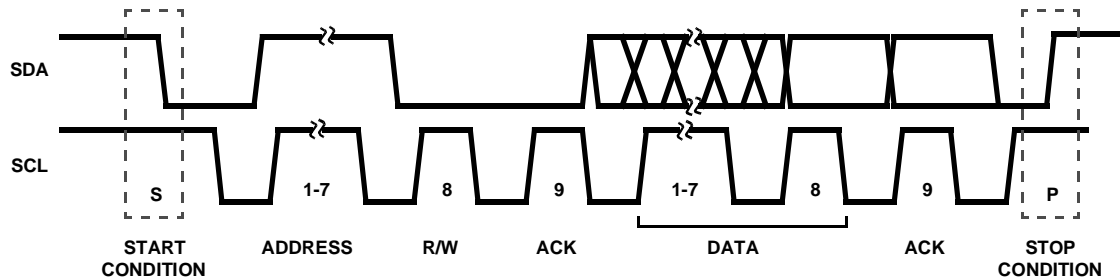 SDA
SCL
S
1-7
8
9
1-7
8
9
P
START
CONDITION
ADDRESS
R/W
ACK
DATA
ACK
STOP
CONDITION